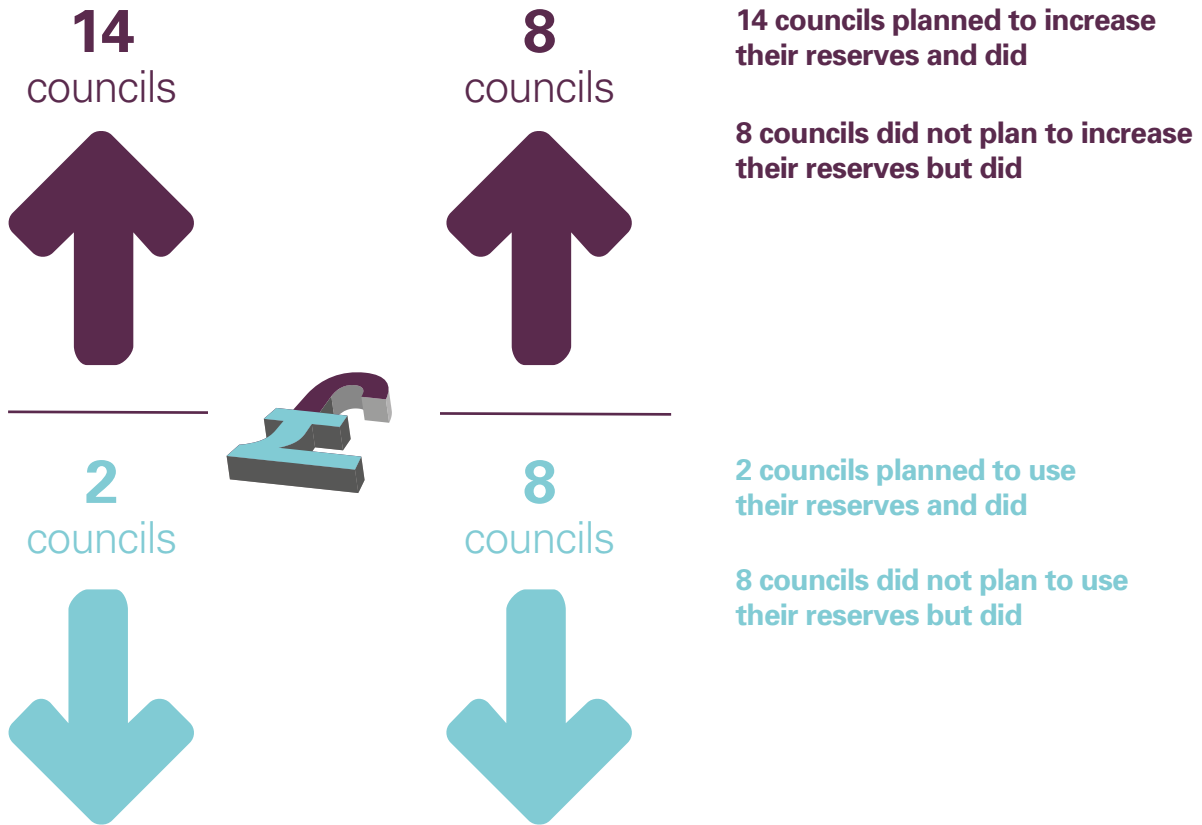 14
councils
8
councils
14 councils planned to increase
their reserves and did
8 councils did not plan to increase
their reserves but did
£
2
councils
8
councils
2 councils planned to use
their reserves and did
8 councils did not plan to use
their reserves but did